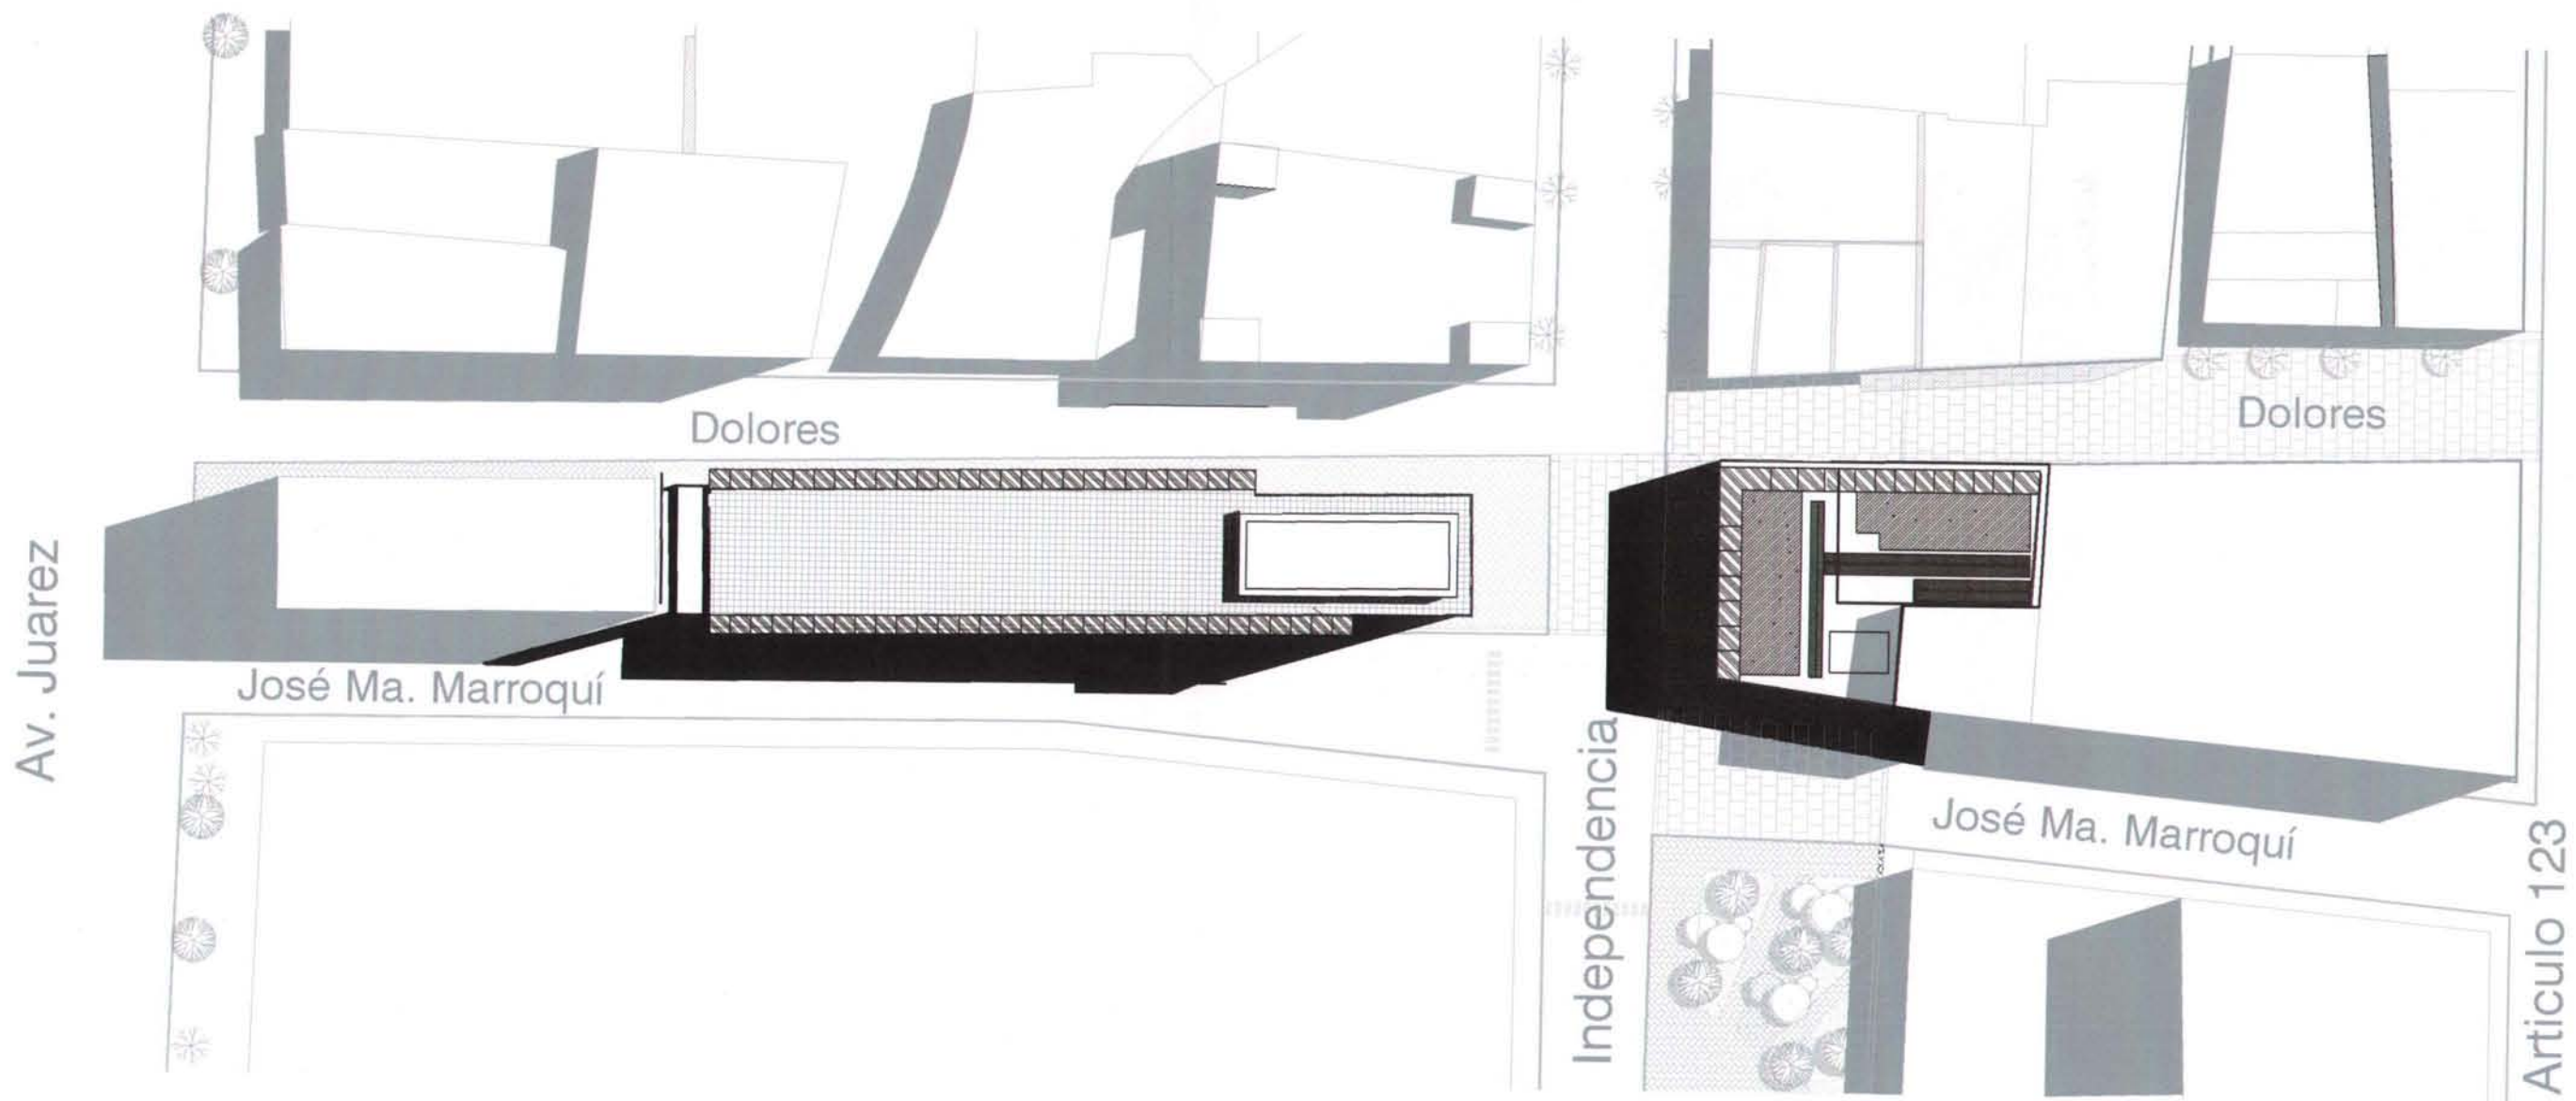 Dolores
Dolores
Av. Juarez
José Ma. Marroquí
Independencia
José Ma. Marroquí
Articulo 123